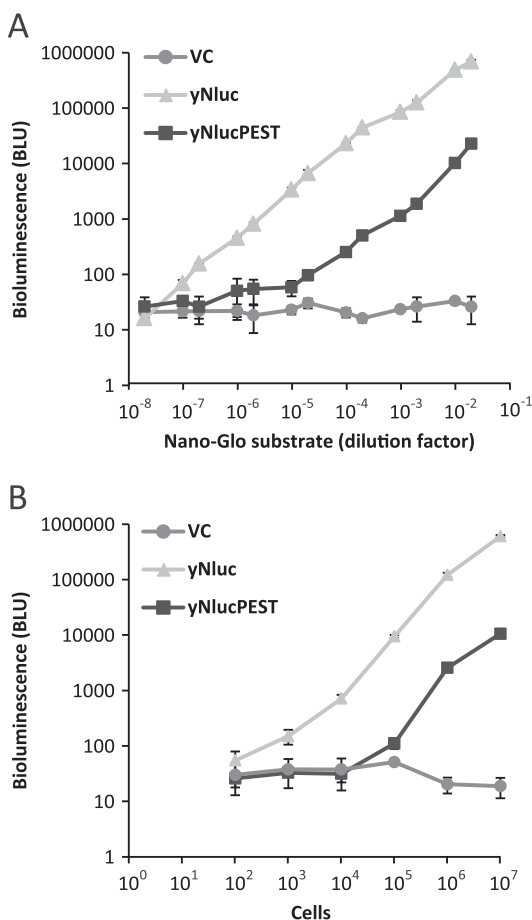 A
1000000
100000
10000
1000
100
10
1
Bioluminescence (BLU)
VC
yNluc
yNlucPEST
10-8 10-7 10-6 10-5 10-4 10-3 10-2 10-1
Nano-Glo substrate (dilution factor)
B
1000000
100000
10000
1000
100
10
1
Bioluminescence (BLU)
VC
yNluc
yNlucPEST
100 101 102 103 104 105 106 107
Cells